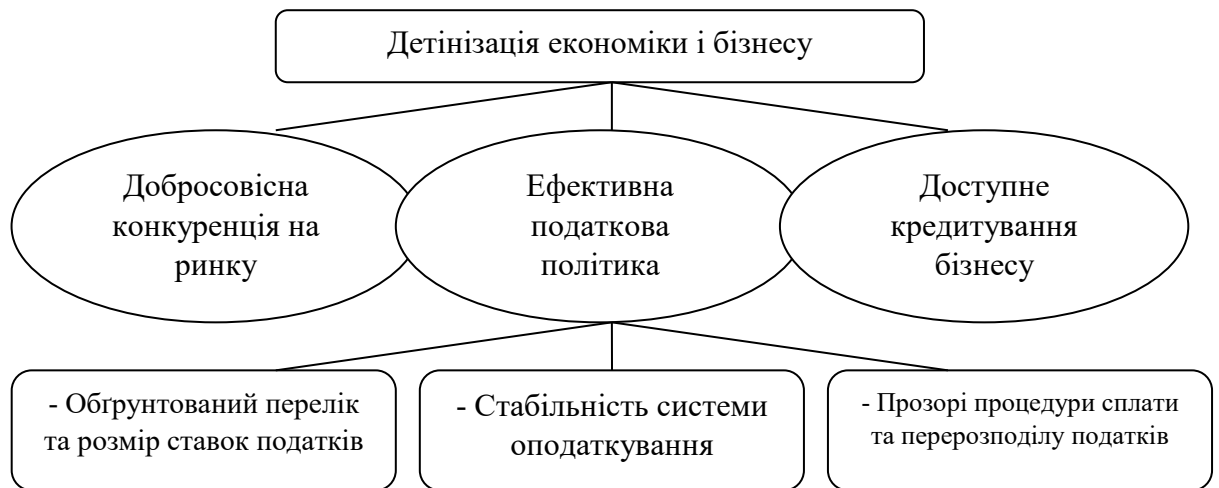 Детінізація економіки і бізнесу
Добросовісна
конкуренція на
ринку
Ефективна
податкова
політика
Доступне
кредитування
бізнесу
- Обґрунтований перелік
та розмір ставок податків
- Стабільність системи
оподаткування
- Прозорі процедури сплати
та перерозподілу податків